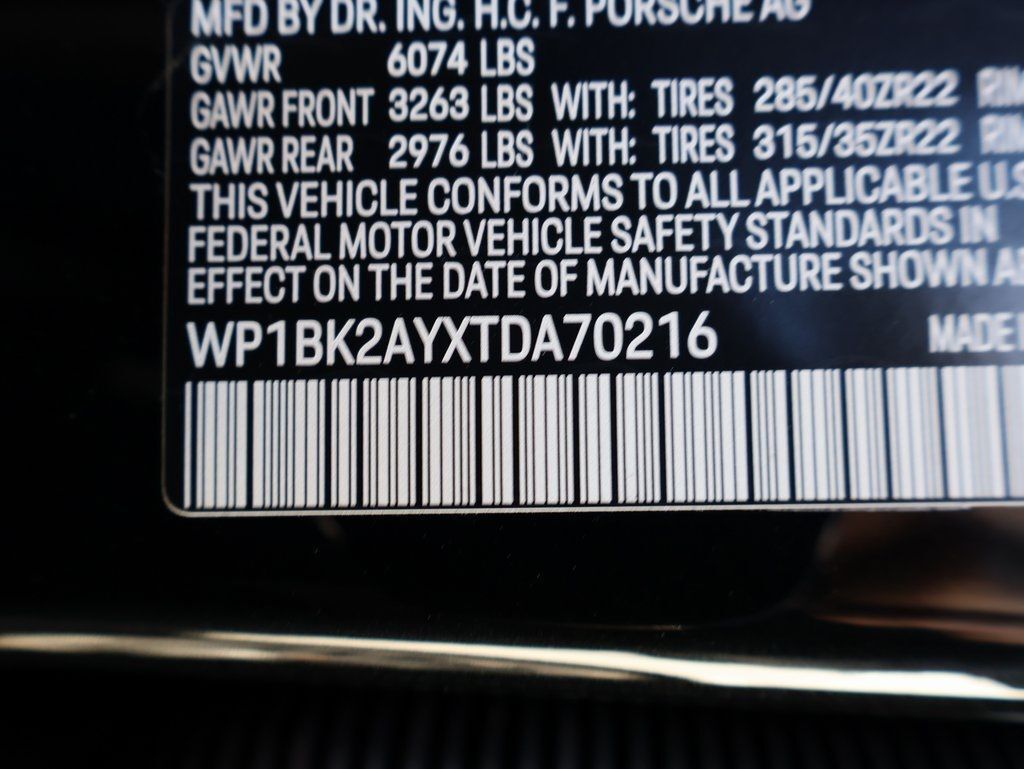 MFD BY DR. ING. H.C. F. PORSCHE AG
GVWR 6074 LBS
GAWR FRONT 3263 LBS WITH: TIRES 285/40ZR22
GAWR REAR 2976 LBS WITH: TIRES 315/35ZR22
THIS VEHICLE CONFORMS TO ALL APPLICABLE U.S
FEDERAL MOTOR VEHICLE SAFETY STANDARDS IN
EFFECT ON THE DATE OF MANUFACTURE SHOWN
WP1BK2AYXTDA70216 MADE